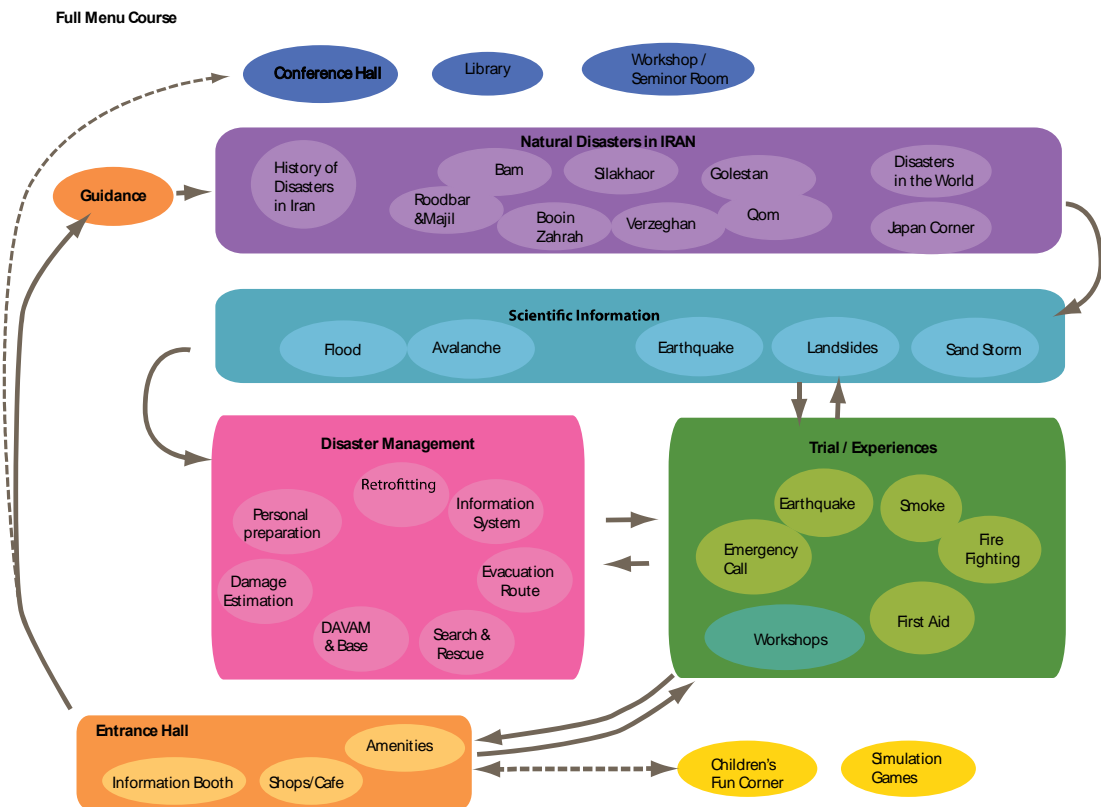 Full Menu Course
Conference Hall
Library
Workshop /
Seminor Room
Natural Disasters in IRAN
History of
Disasters
in Iran
Bam
Silakhaor
Golestan
Disasters
in the World
Guidance
Roodbar
&Majil
Booin
Zahrah
Verzeghan
Qom
Japan Corner
Scientific Information
Flood
Avalanche
Earthquake
Landslides
Sand Storm
Disaster Management
Retrofitting
Personal
preparation
Information
System
Damage
Estimation
Evacuation
Route
DAVAM
& Base
Search &
Rescue
Trial / Experiences
Earthquake
Smoke
Emergency
Call
Fire
Fighting
First Aid
Workshops
Entrance Hall
Amenities
Information Booth
Shops/Cafe
Children's
Fun Corner
SImulation
Games